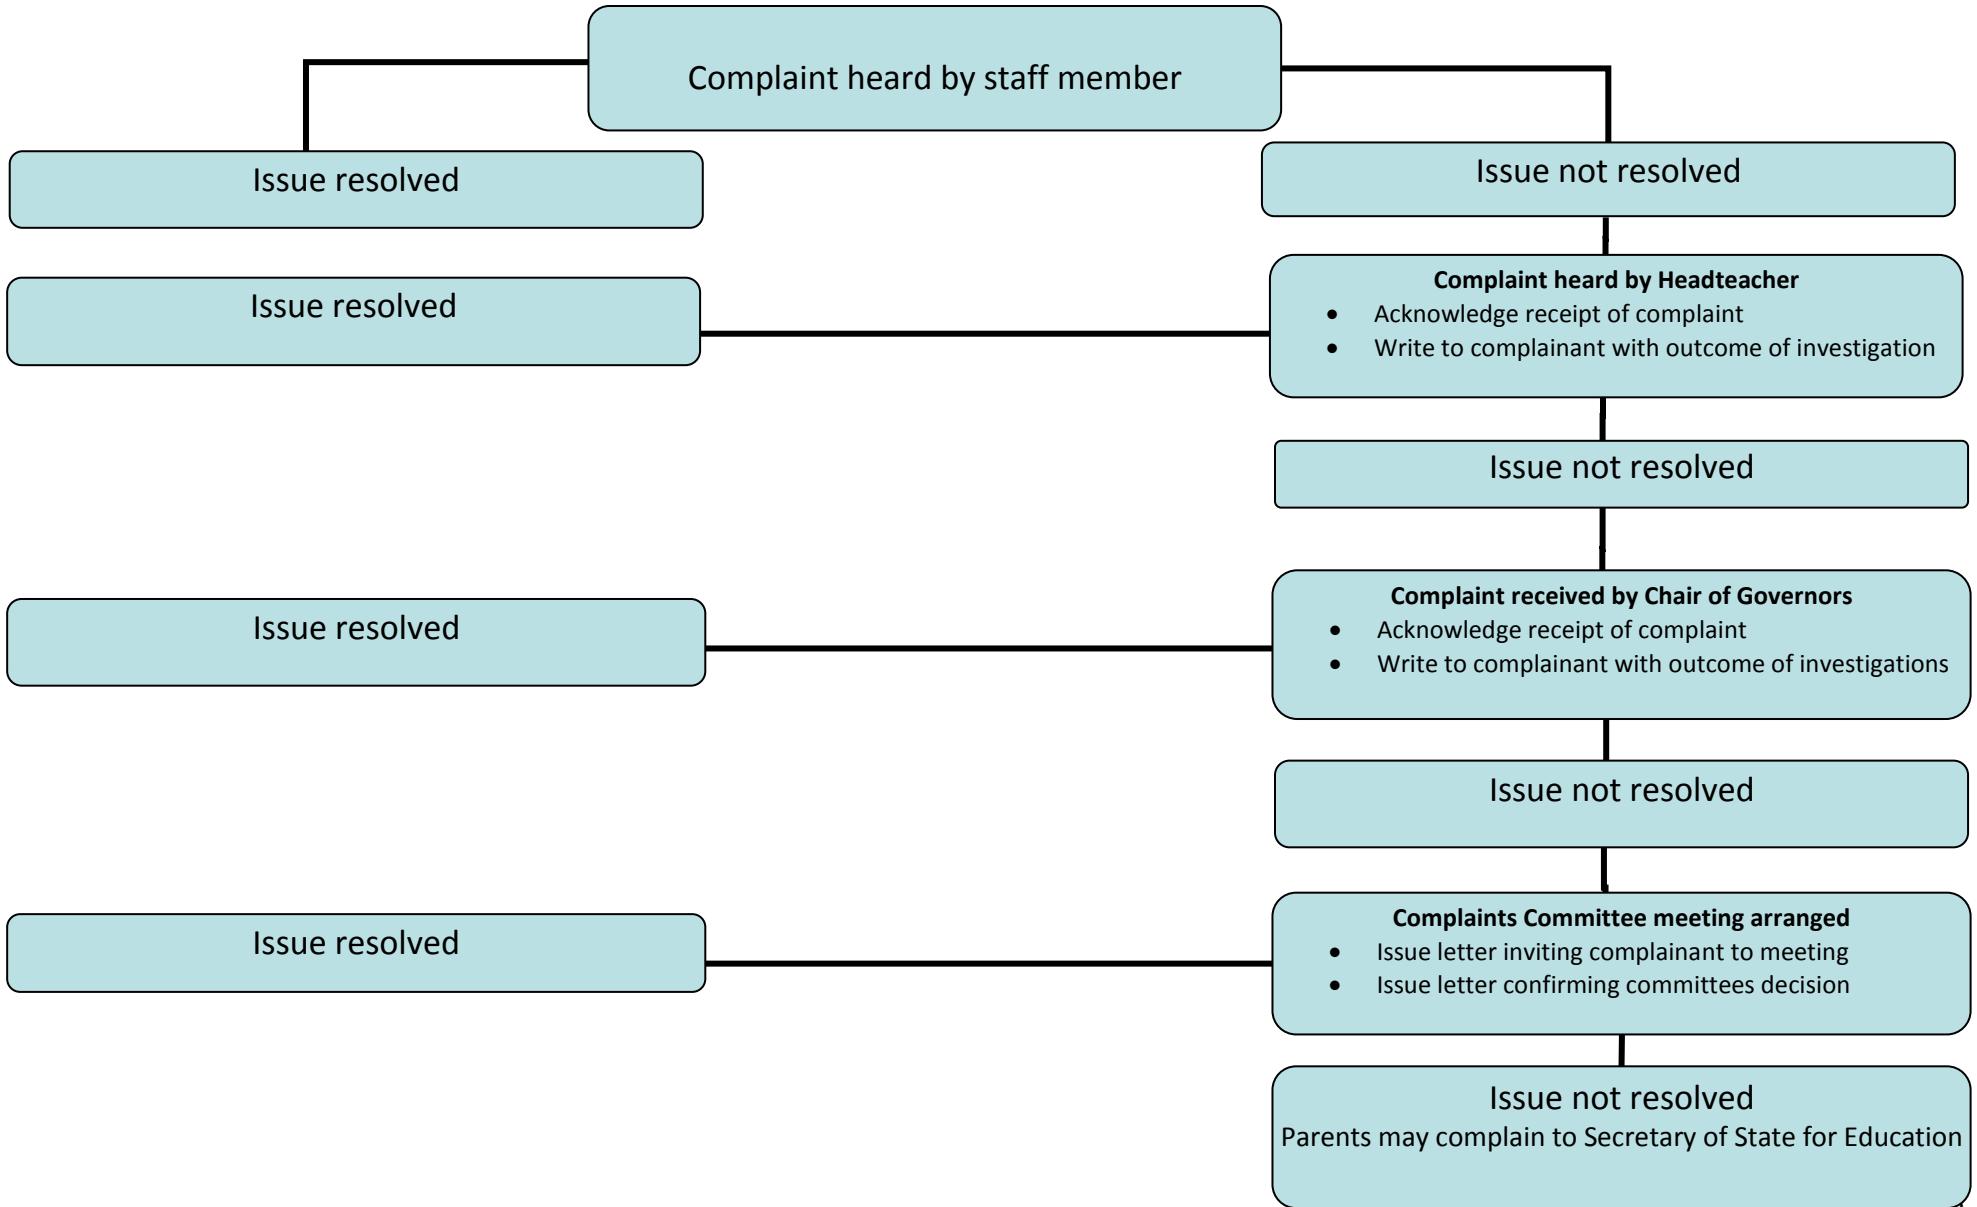 Complaint heard by staff member
Issue resolved
Issue not resolved
Issue resolved
Complaint heard by Headteacher
• Acknowledge receipt of complaint
• Write to complainant with outcome of investigation
Issue not resolved
Issue resolved
Complaint received by Chair of Governors
• Acknowledge receipt of complaint
• Write to complainant with outcome of investigations
Issue not resolved
Issue resolved
Complaints Committee meeting arranged
• Issue letter inviting complainant to meeting
• Issue letter confirming committees decision
Issue not resolved
Parents may complain to Secretary of State for Education